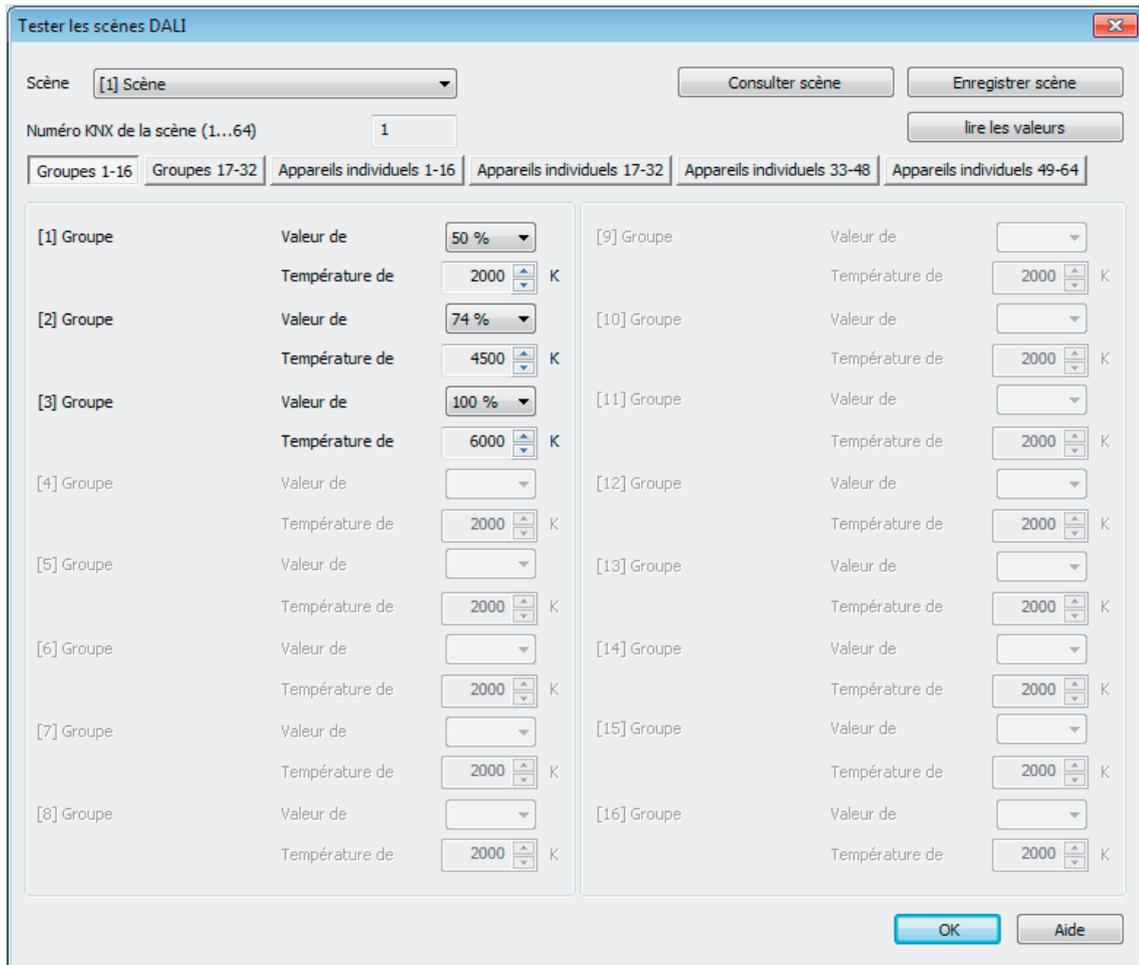 Tester les scènes DALI
Scène [1] Scène Consulter scène Enregistrer scène
Numéro KNX de la scène (1...64) 1 lire les valeurs
Groupes 1-16 Groupes 17-32 Appareils individuels 1-16 Appareils individuels 17-32 Appareils individuels 33-48 Appareils individuels 49-64
[1] Groupe Valeur de 50 %
Température de 2000 K
[2] Groupe Valeur de 74 %
Température de 4500 K
[3] Groupe Valeur de 100 %
Température de 6000 K
[4] Groupe Valeur de
Température de 2000 K
[5] Groupe Valeur de
Température de 2000 K
[6] Groupe Valeur de
Température de 2000 K
[7] Groupe Valeur de
Température de 2000 K
[8] Groupe Valeur de
Température de 2000 K
[9] Groupe Valeur de
Température de 2000 K
[10] Groupe Valeur de
Température de 2000 K
[11] Groupe Valeur de
Température de 2000 K
[12] Groupe Valeur de
Température de 2000 K
[13] Groupe Valeur de
Température de 2000 K
[14] Groupe Valeur de
Température de 2000 K
[15] Groupe Valeur de
Température de 2000 K
[16] Groupe Valeur de
Température de 2000 K
OK Aide